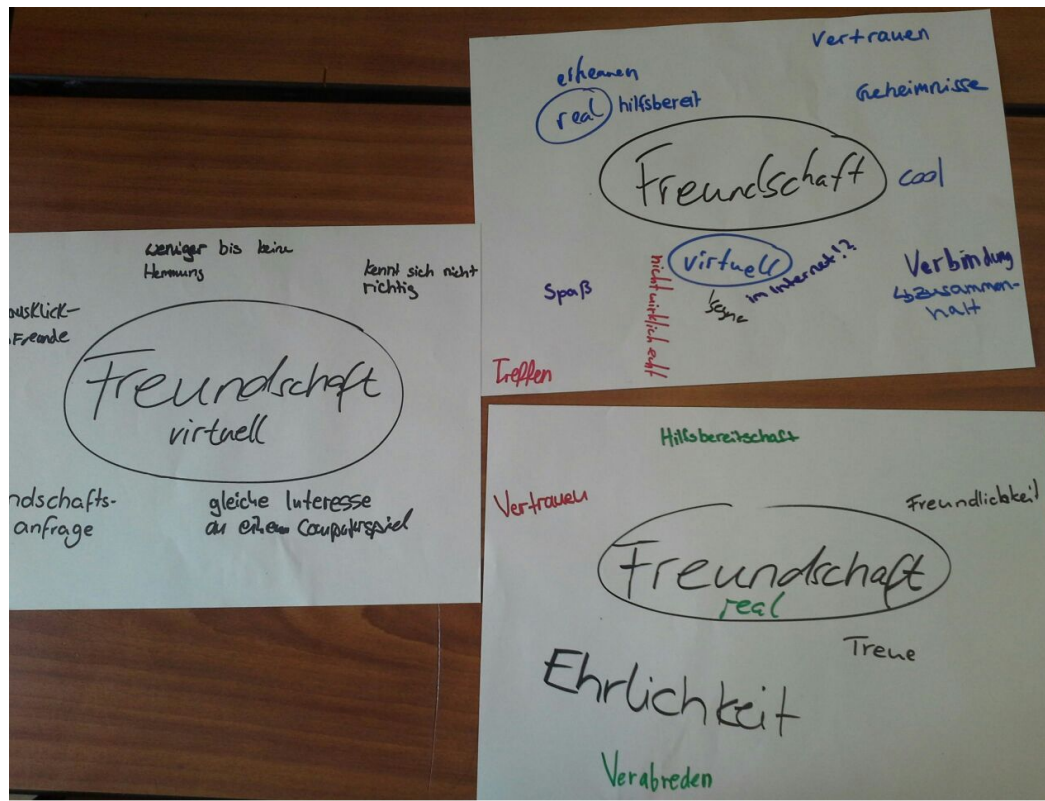 Vertrauen
erkennen
real hilfsbereit
Geheimnisse
Freundschaft
cool
virtuell
im Internet!?
nicht wirklich echt
Verbindung
↳ Zusammen-
halt
Spaß
Treffen
weniger bis keine
Hemmung
kennt sich nicht
richtig
ausklick-
Freunde
Freundschaft
virtuell
ndschafts-
anfrage
gleiche Interesse
an einem Computerspiel
Hilfsbereitschaft
Vertrauen
Freundlichkeit
Freundschaft
real
Treue
Ehrlichkeit
Verabreden